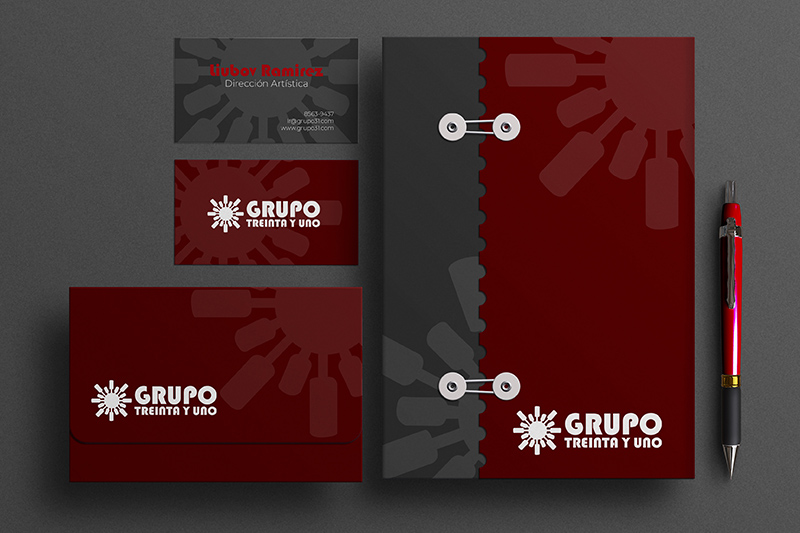 Liubov Ramirez
Dirección Artística
8563-9437
lr@grupo31.com
www.grupo31.com
GRUPO
TREINTA Y UNO
GRUPO
TREINTA Y UNO
GRUPO
TREINTA Y UNO